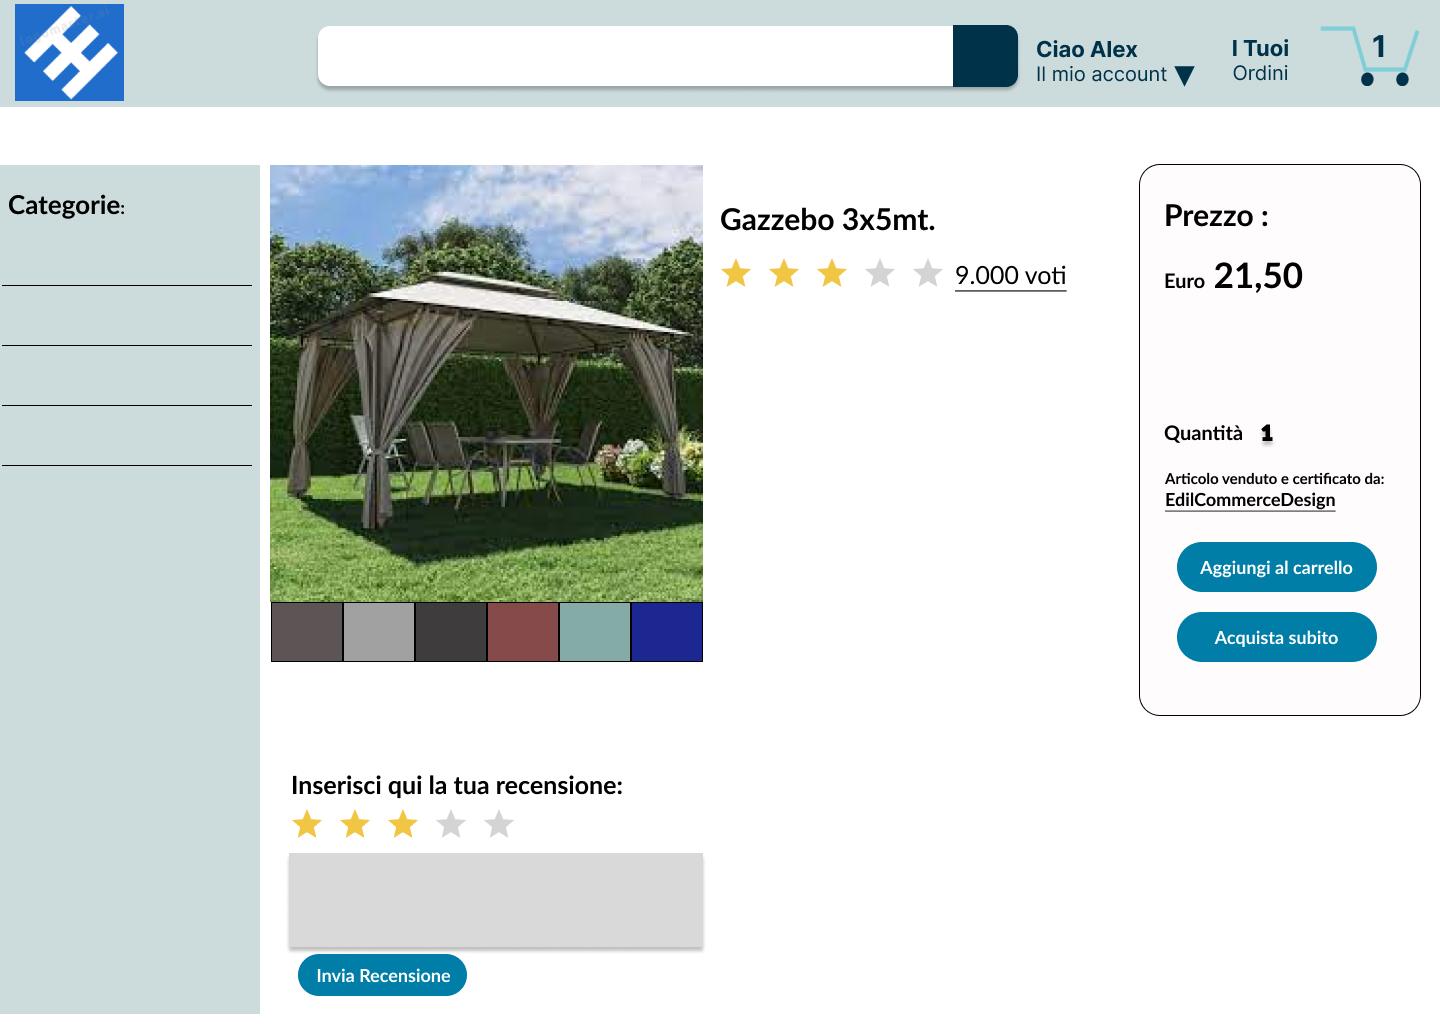 Ciao Alex
Il mio account
I Tuoi
Ordini
1
Categorie:
Gazzebo 3x5mt.
9.000 voti
Prezzo :
Euro 21,50
Quantità 1
Articolo venduto e certificato da:
EdilCommerceDesign
Aggiungi al carrello
Acquista subito
Inserisci qui la tua recensione:
Invia Recensione